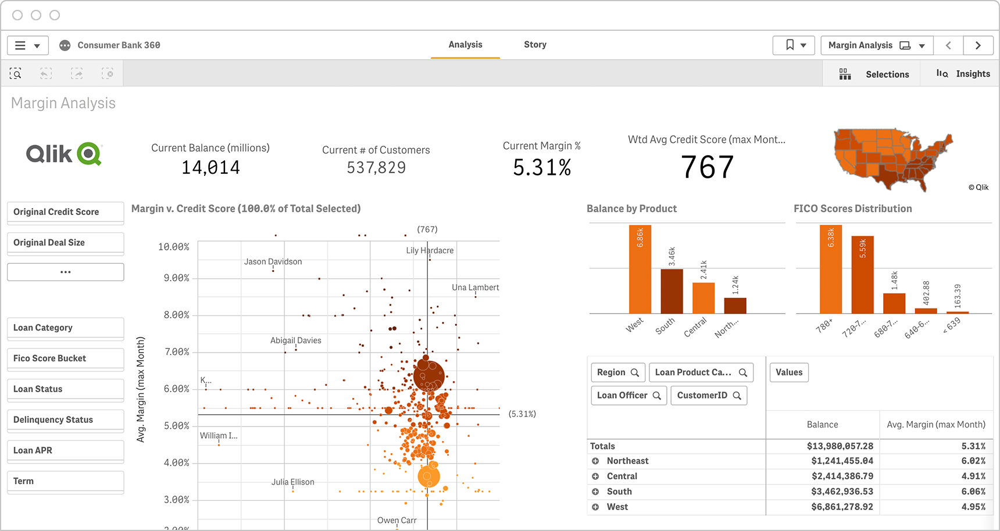 Consumer Bank 360
Analysis
Story
Margin Analysis
Selections
Insights
Margin Analysis
Qlik
Current Balance (millions)
14,014
Current # of Customers
537,829
Current Margin %
5.31%
Wtd Avg Credit Score (max Mont...
767
© Qlik
Original Credit Score
Original Deal Size
...
Loan Category
Fico Score Bucket
Loan Status
Delinquency Status
Loan APR
Term
Margin v. Credit Score (100.0% of Total Selected)
(767)
Avg. Margin (max Month)
10.00%
9.00%
8.00%
7.00%
6.00%
5.00%
4.00%
3.00%
2.00%
Lily Hardacre
Jason Davidson
Una Lambert
Abigail Davies
K...
(5.31%)
William I...
Julia Ellison
Owen Carr
Balance by Product
6.86k
3.46k
2.41k
1.24k
West
South
Central
North...
FICO Scores Distribution
6.38k
5.59k
1.48k
402.88
163.39
780+
720-7...
680-7...
640-6...
< 639
Region
Loan Product Ca...
Values
Loan Officer
CustomerID
Balance
Avg. Margin (max Month)
Totals $13,980,057.28 5.31%
Northeast $1,241,455.04 6.02%
Central $2,414,386.79 4.91%
South $3,462,936.53 6.06%
West $6,861,278.92 4.95%